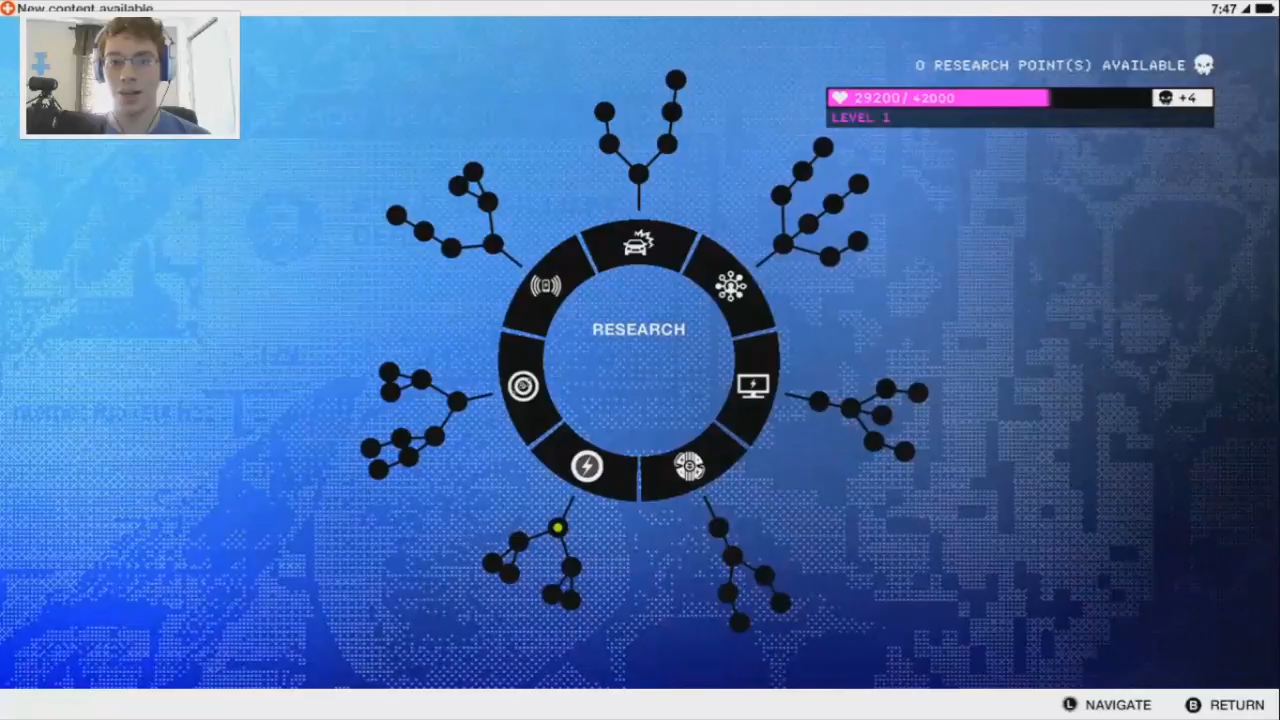 New content available
7:47
0 RESEARCH POINT(S) AVAILABLE
29200/ 42000
+4
LEVEL 1
RESEARCH
L NAVIGATE
B RETURN